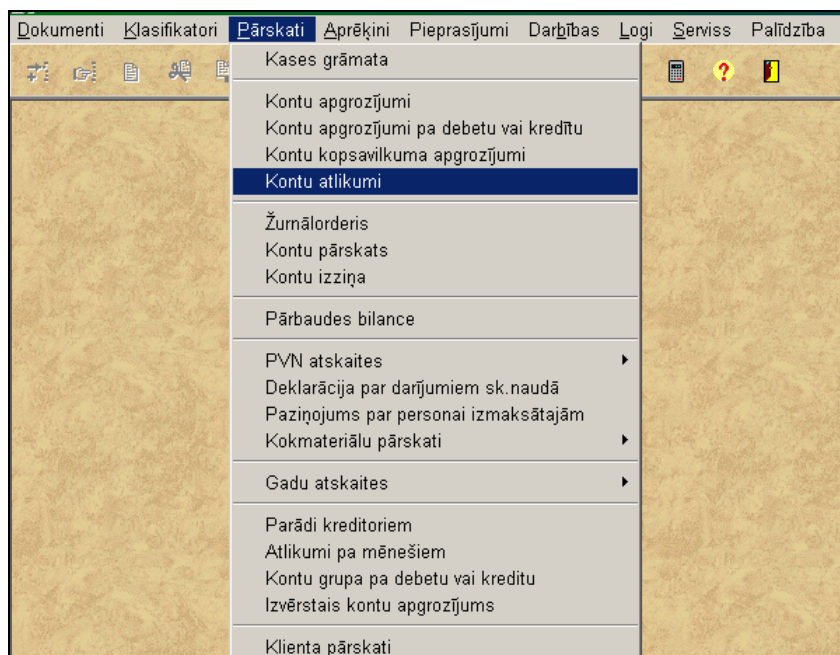 Dokumenti Klasifikatori Pārskati Aprēķini Pieprasījumi Darbības Logi Serviss Palīdzība
Kases grāmata
Kontu apgrozījumi
Kontu apgrozījumi pa debetu vai kredītu
Kontu kopsavilkuma apgrozījumi
Kontu atlikumi
Žurnālorderis
Kontu pārskats
Kontu izziņa
Pārbaudes bilance
PVN atskaites
Deklarācija par darījumiem sk.naudā
Paziņojums par personai izmaksātajām
Kokmateriālu pārskati
Gadu atskaites
Parādi kreditoriem
Atlikumi pa mēnešiem
Kontu grupa pa debetu vai kreditu
Izvērstais kontu apgrozījums
Klienta pārskati